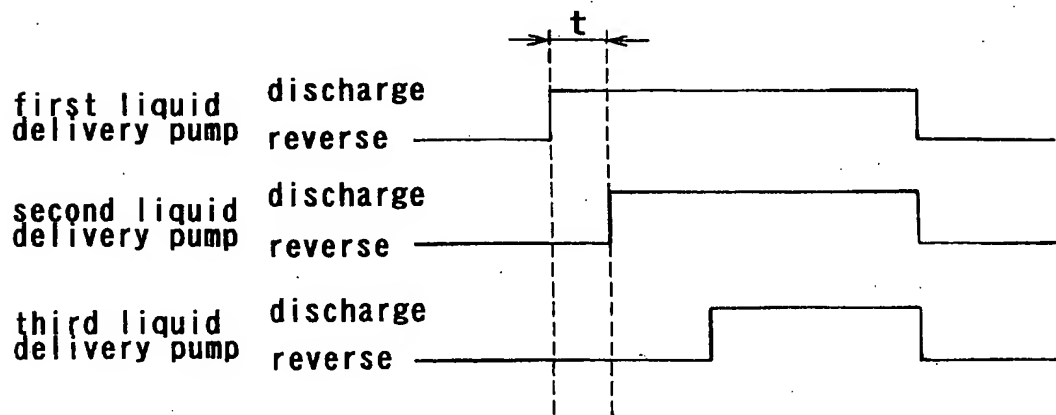 t
first liquid
delivery pump
discharge
reverse
second liquid
delivery pump
discharge
reverse
third liquid
delivery pump
discharge
reverse